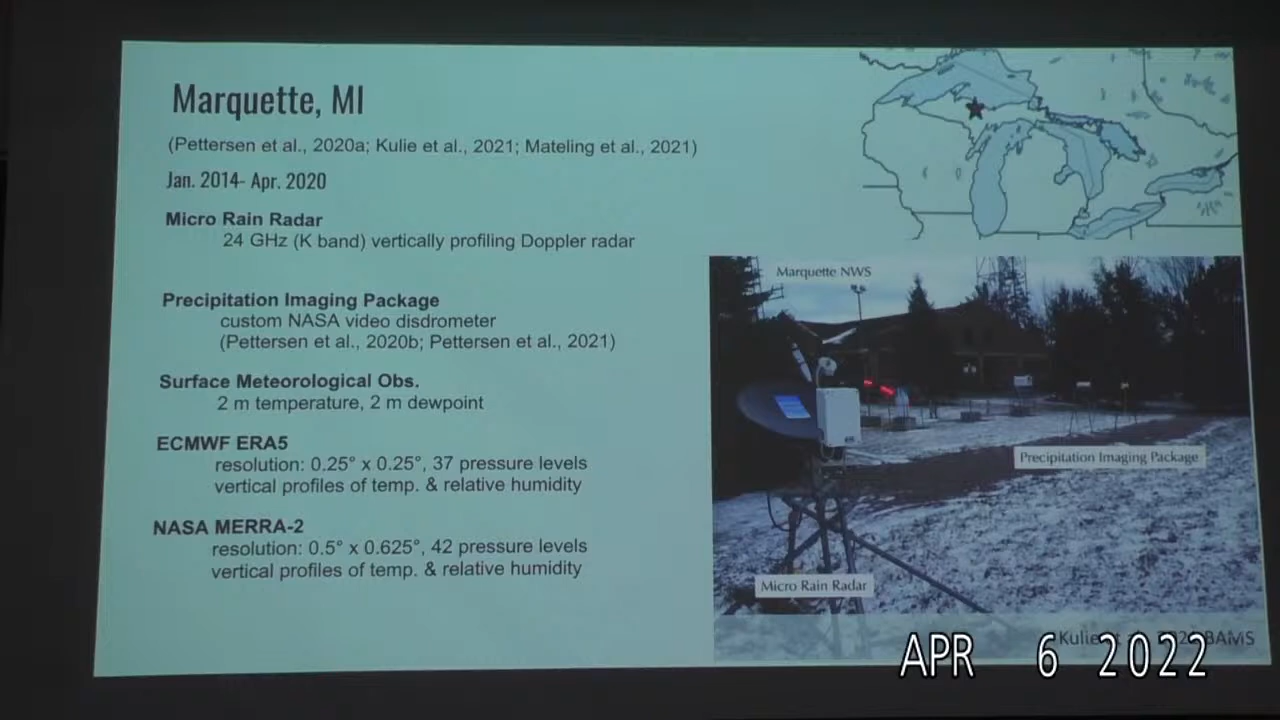 Marquette, MI
(Pettersen et al., 2020a; Kulie et al., 2021; Mateling et al., 2021)
Jan. 2014- Apr. 2020
Micro Rain Radar
24 GHz (K band) vertically profiling Doppler radar
Precipitation Imaging Package
custom NASA video disdrometer
(Pettersen et al., 2020b; Pettersen et al., 2021)
Surface Meteorological Obs.
2 m temperature, 2 m dewpoint
ECMWF ERA5
resolution: 0.25° x 0.25°, 37 pressure levels
vertical profiles of temp. & relative humidity
NASA MERRA-2
resolution: 0.5° x 0.625°, 42 pressure levels
vertical profiles of temp. & relative humidity
Marquette NWS
Precipitation Imaging Package
Micro Rain Radar
Kulie BAMS
APR 6 2022